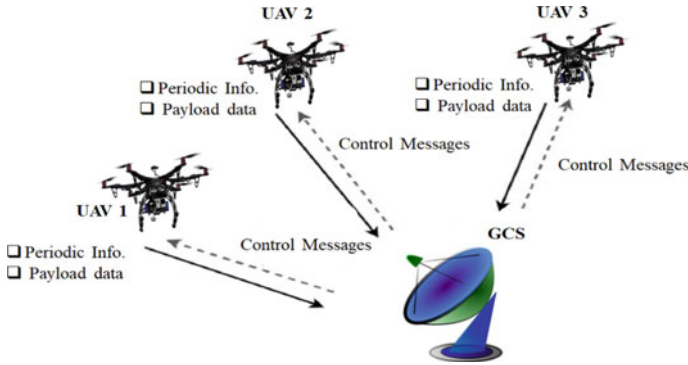 UAV 2
UAV 3
❑ Periodic Info.
❑ Payload data
❑ Periodic Info.
❑ Payload data
Control Messages
Control Messages
UAV 1
GCS
❑ Periodic Info.
❑ Payload data
Control Messages